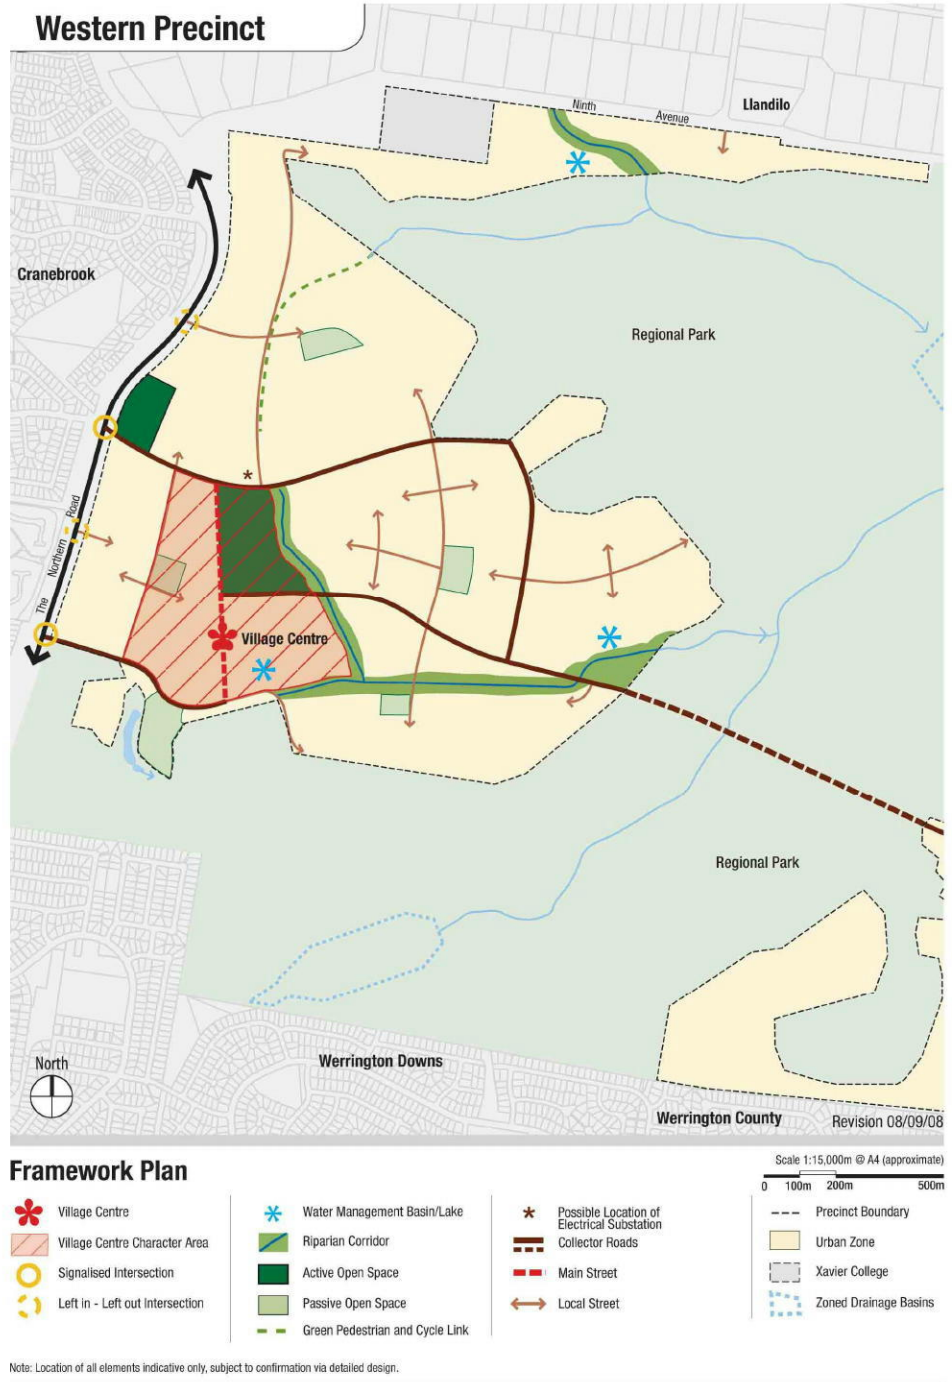 Western Precinct
Ninth
Avenue
Llandilo
Cranebrook
Regional Park
The Northern Road
*
Village Centre
Regional Park
North
Werrington Downs
Werrington County
Revision 08/09/08
Framework Plan
Scale 1:15,000m @ A4 (approximate)
0 100m 200m 500m
Village Centre
Village Centre Character Area
Signalised Intersection
Left in - Left out Intersection
Water Management Basin/Lake
Riparian Corridor
Active Open Space
Passive Open Space
Green Pedestrian and Cycle Link
* Possible Location of
Electrical Substation
Collector Roads
Main Street
Local Street
Precinct Boundary
Urban Zone
Xavier College
Zoned Drainage Basins
Note: Location of all elements indicative only, subject to confirmation via detailed design.